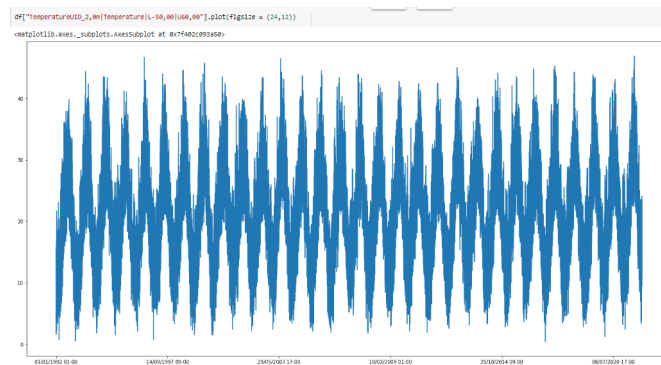 df["TemperatureUID_2,0m|Temperature|L-50,00|U60,00"].plot(figsize = (24,12))
<matplotlib.axes._subplots.AxesSubplot at 0x7f402c093a50>
40
30
20
10
0
01/01/1992 01:00 14/09/1997 09:00 29/05/2003 17:00 10/02/2009 01:00 25/10/2014 09:00 08/07/2020 17:00